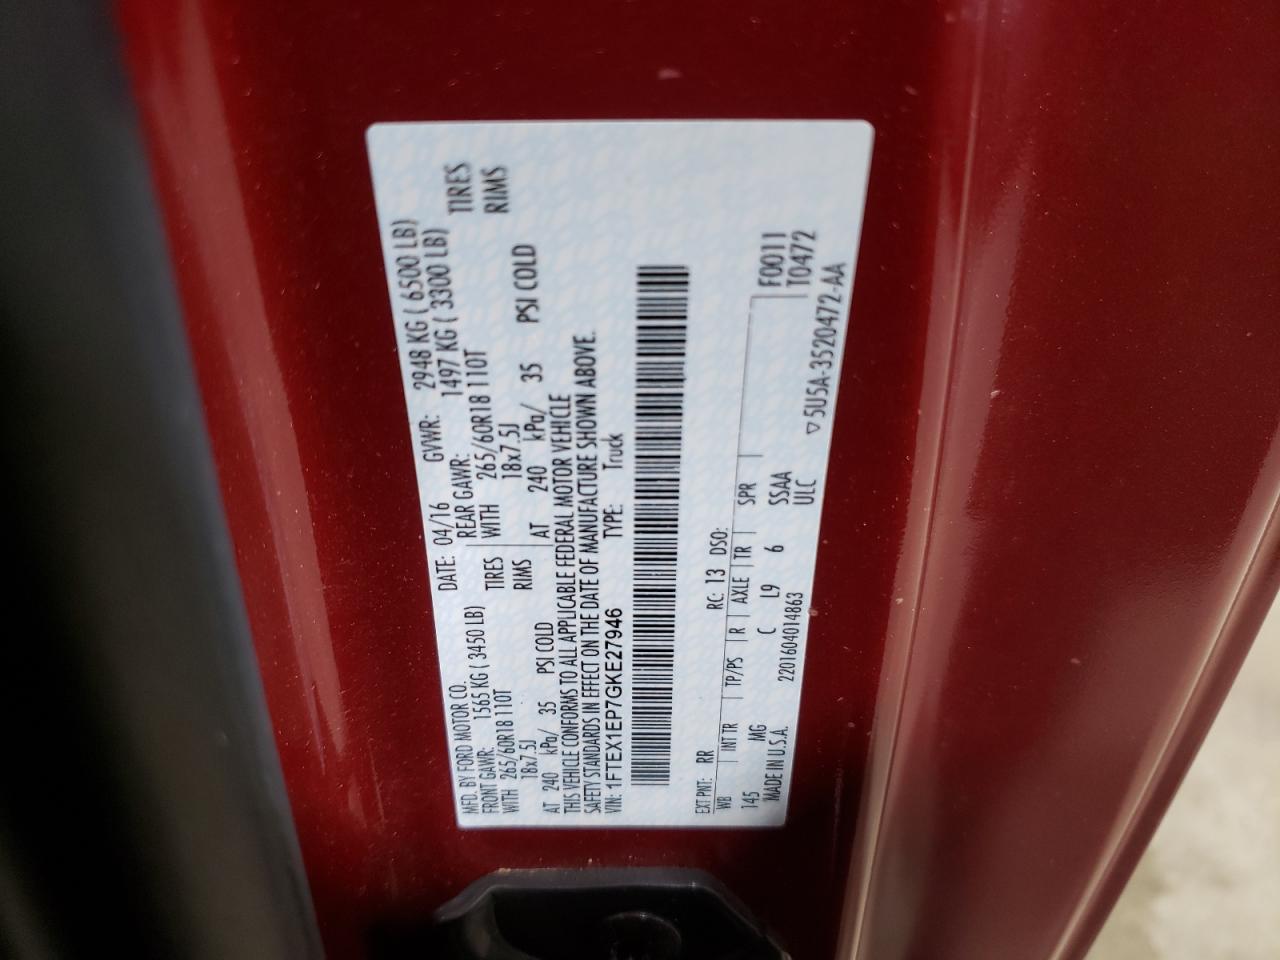 MFD. BY FORD MOTOR CO. DATE: 04/16 GVWR: 2948 KG ( 6500 LB)
FRONT GAWR: 1565 KG ( 3450 LB) REAR GAWR: 1497 KG ( 3300 LB)
WITH 265/60R18 110T TIRES WITH 265/60R18 110T TIRES
18x7.5J RIMS 18x7.5J RIMS
AT 240 kPa/ 35 PSI COLD AT 240 kPa/ 35 PSI COLD
THIS VEHICLE CONFORMS TO ALL APPLICABLE FEDERAL MOTOR VEHICLE
SAFETY STANDARDS IN EFFECT ON THE DATE OF MANUFACTURE SHOWN ABOVE.
VIN: 1FTEX1EP7GKE27946 TYPE: Truck
EXT PNT: RR RC: 13 DSO: F0011
WB INT TR TP/PS R AXLE TR SPR T0472
145 MG C L9 6 SSAA ▽5U5A-3520472-AA
MADE IN U.S.A. 2201604014863 ULC